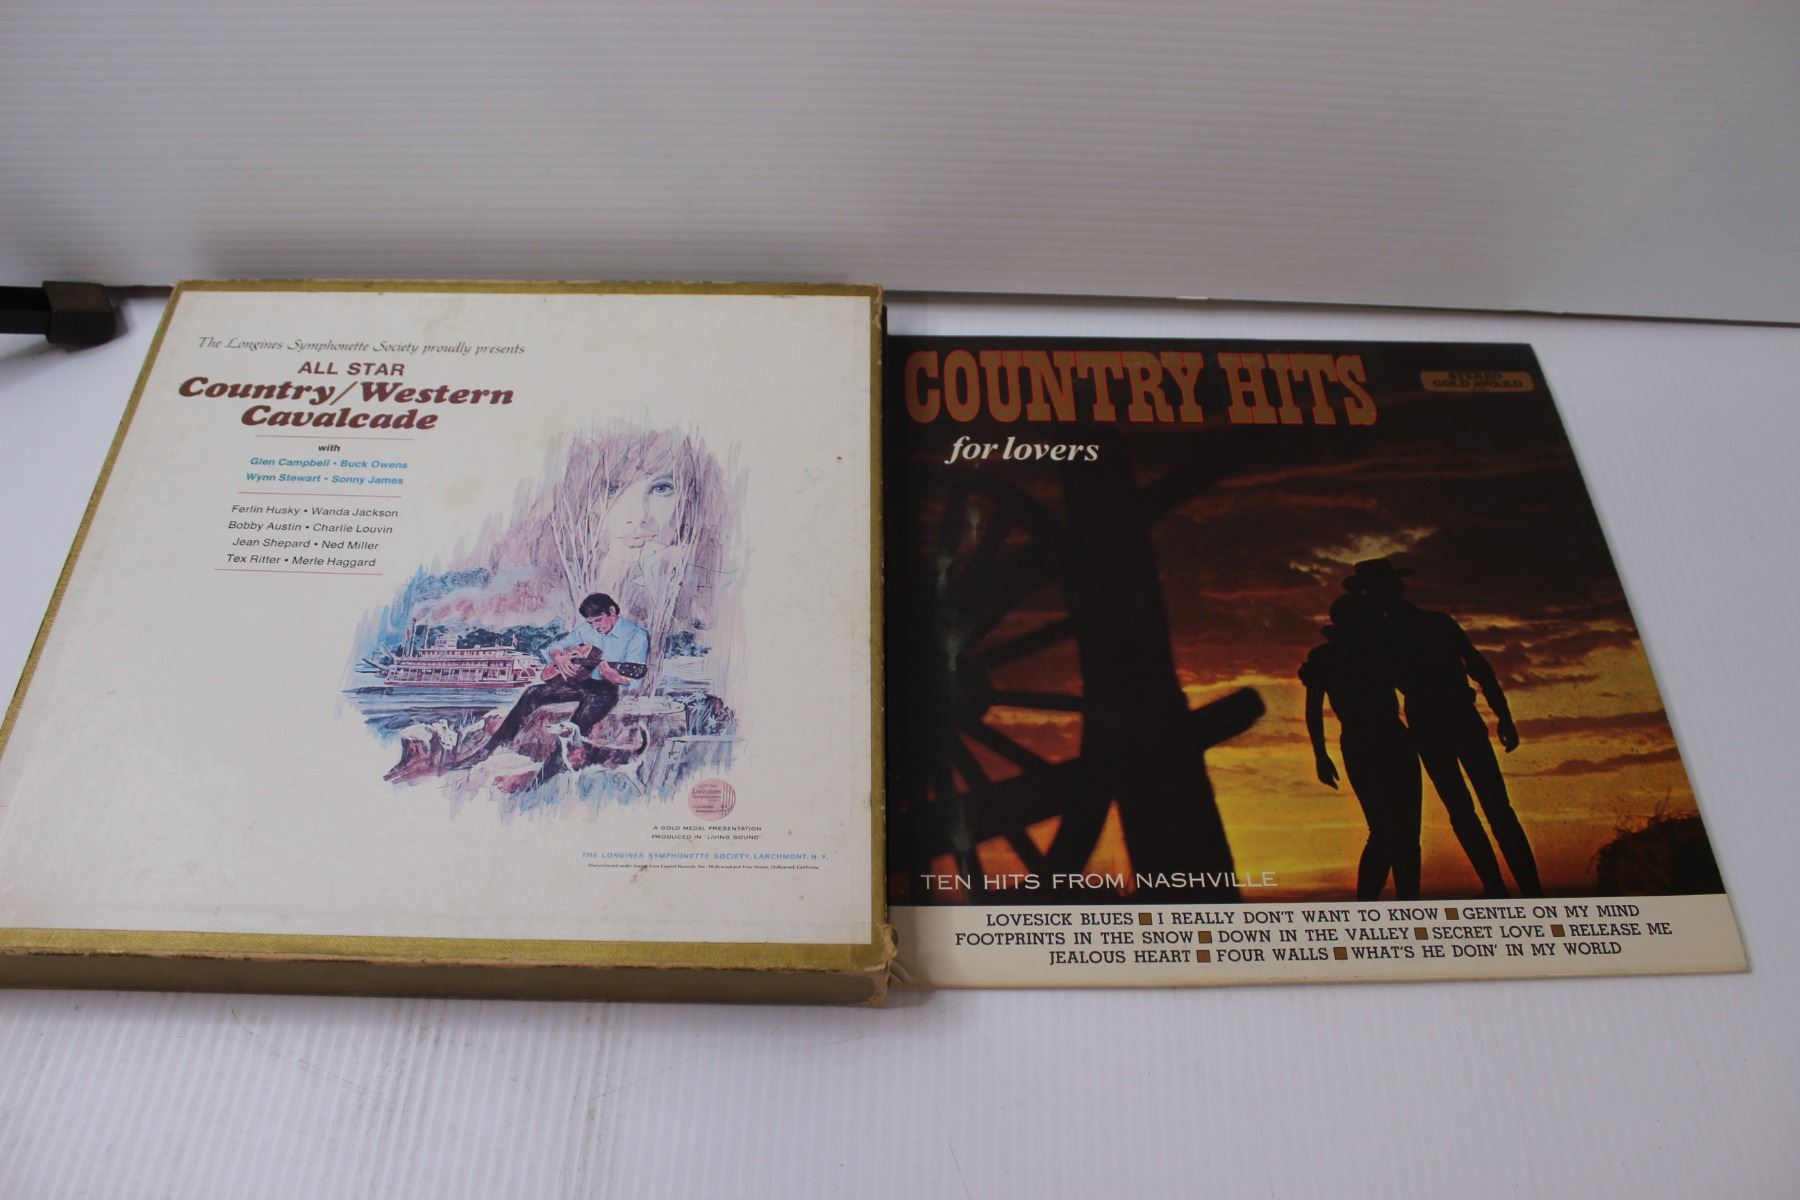 The Longines Symphonette Society proudly presents
ALL STAR
Country/Western
Cavalcade
with
Glen Campbell • Buck Owens
Wynn Stewart • Sonny James
Ferlin Husky • Wanda Jackson
Bobby Austin • Charlie Louvin
Jean Shepard • Ned Miller
Tex Ritter • Merle Haggard
A GOLD MEDAL PRESENTATION
PRODUCED IN "LIVING SOUND"
THE LONGINES SYMPHONETTE SOCIETY, LARCHMONT, N.Y.
COUNTRY HITS
for lovers
STEREO
GOLD AWARD
TEN HITS FROM NASHVILLE
LOVESICK BLUES ■ I REALLY DON'T WANT TO KNOW ■ GENTLE ON MY MIND
FOOTPRINTS IN THE SNOW ■ DOWN IN THE VALLEY ■ SECRET LOVE ■ RELEASE ME
JEALOUS HEART ■ FOUR WALLS ■ WHAT'S HE DOIN' IN MY WORLD